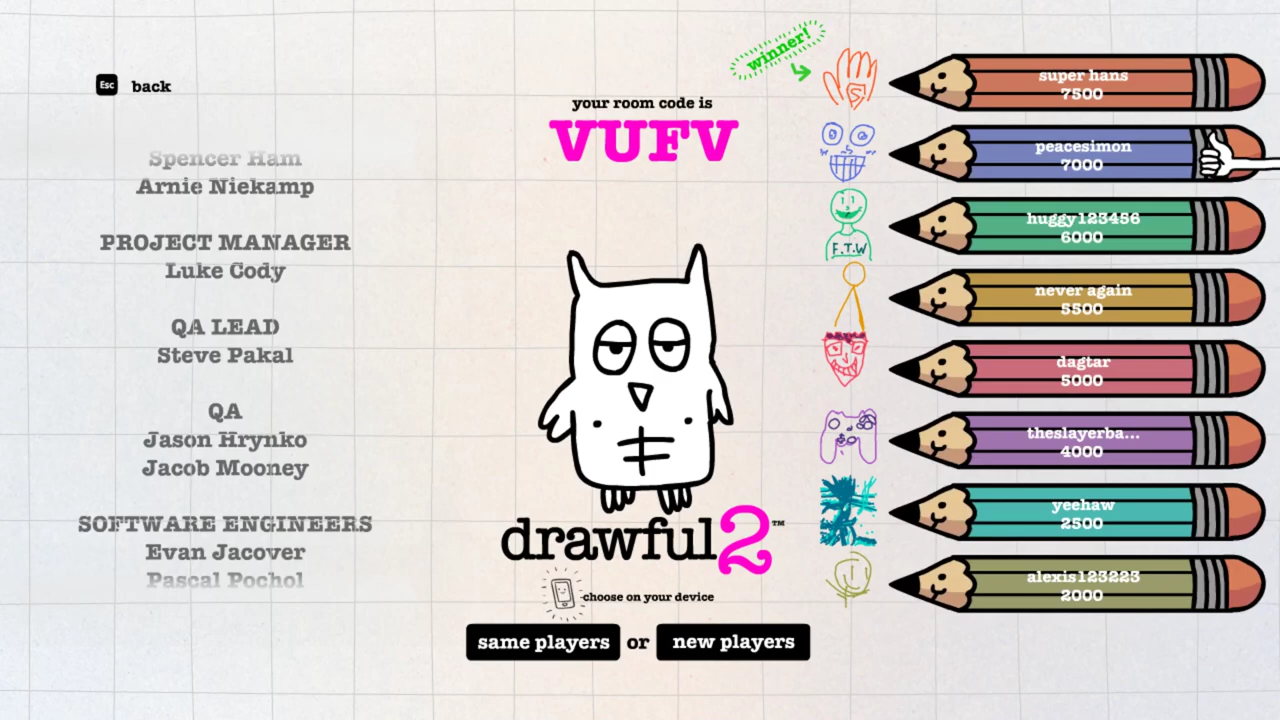 Esc back
Spencer Ham
Arnie Niekamp
PROJECT MANAGER
Luke Cody
QA LEAD
Steve Pakal
QA
Jason Hrynko
Jacob Mooney
SOFTWARE ENGINEERS
Evan Jacover
Pascal Pochol
your room code is
VUFV
drawful 2™
choose on your device
same players or new players
winner!
S
super hans
7500
peacesimon
7000
F.T.W
huggy123456
6000
never again
5500
dagtar
5000
theslayerba...
4000
yeehaw
2500
alexis123223
2000